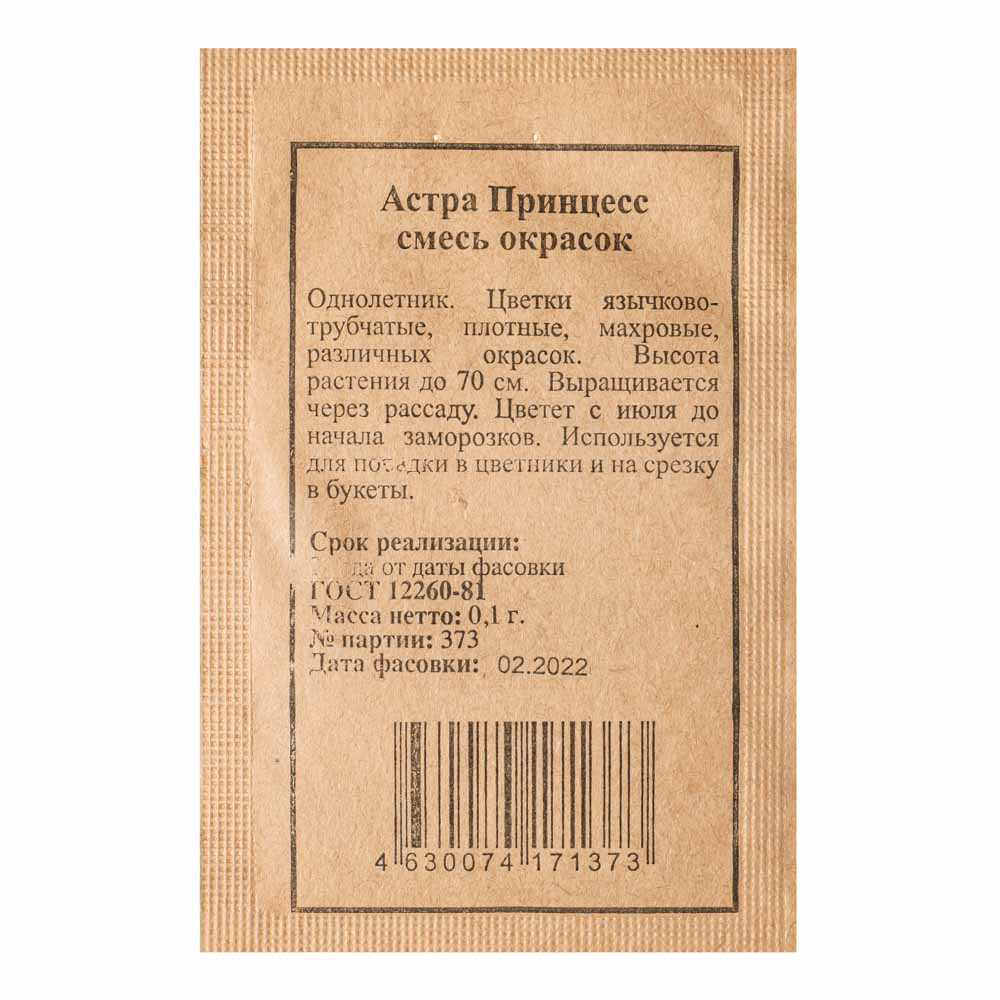 Астра Принцесс
смесь окрасок
Однолетник. Цветки язычково-
трубчатые, плотные, махровые,
различных окрасок. Высота
растения до 70 см. Выращивается
через рассаду. Цветет с июля до
начала заморозков. Используется
для посадки в цветники и на срезку
в букеты.
Срок реализации:
от даты фасовки
ГОСТ 12260-81
Масса нетто: 0,1 г.
№ партии: 373
Дата фасовки: 02.2022
4 630074 171373